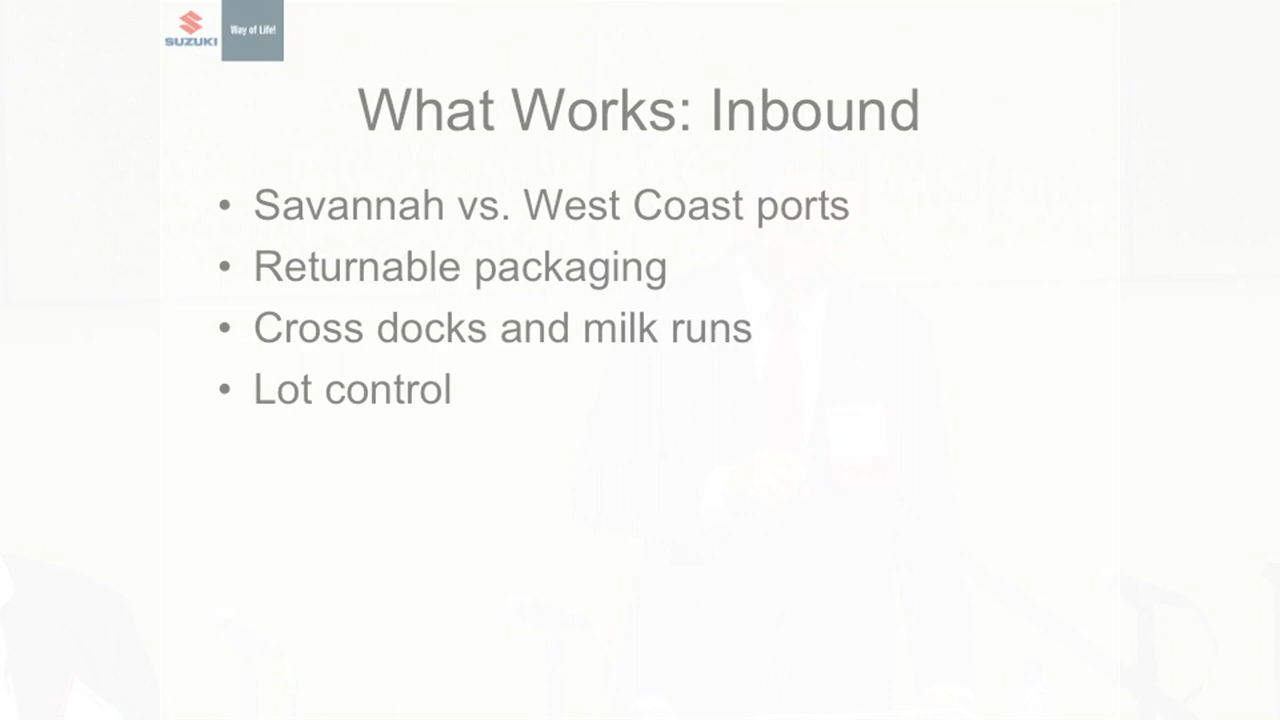 SUZUKI
Way of Life!
What Works: Inbound
• Savannah vs. West Coast ports
• Returnable packaging
• Cross docks and milk runs
• Lot control